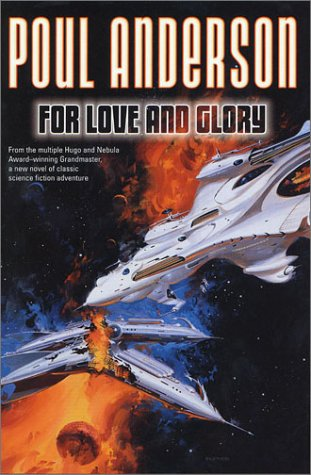 POUL ANDERSON
FOR LOVE AND GLORY
From the multiple Hugo and Nebula
Award–winning Grandmaster,
a new novel of classic
science fiction adventure